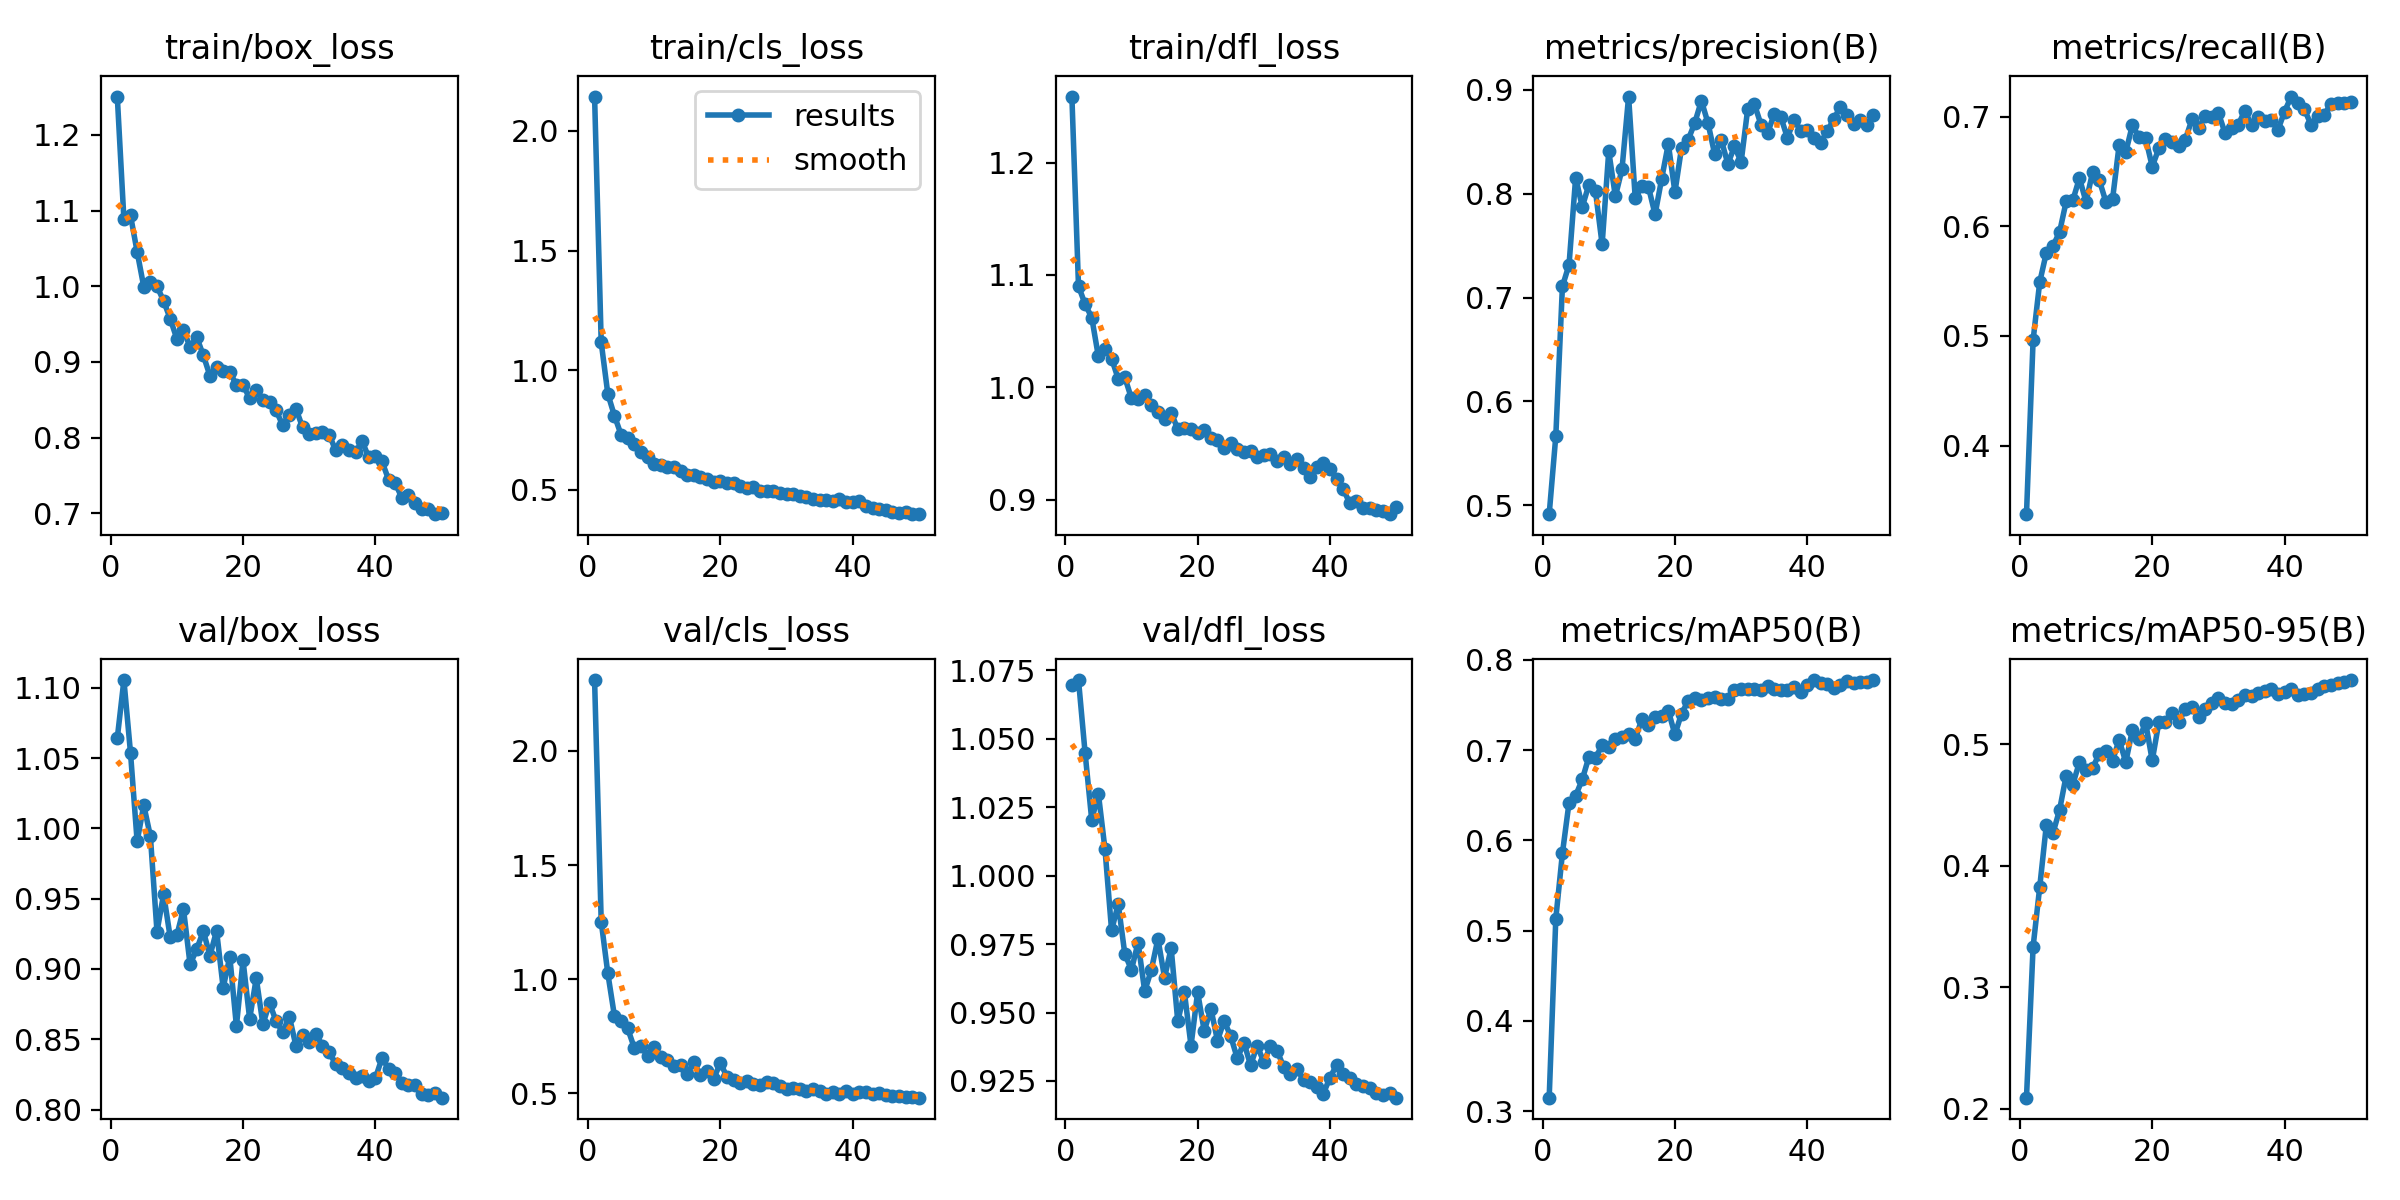 train/box_loss
1.2
1.1
1.0
0.9
0.8
0.7
0 20 40
train/cls_loss
results
smooth
2.0
1.5
1.0
0.5
0 20 40
train/dfl_loss
1.2
1.1
1.0
0.9
0 20 40
metrics/precision(B)
0.9
0.8
0.7
0.6
0.5
0 20 40
metrics/recall(B)
0.7
0.6
0.5
0.4
0 20 40
val/box_loss
1.10
1.05
1.00
0.95
0.90
0.85
0.80
0 20 40
val/cls_loss
2.0
1.5
1.0
0.5
0 20 40
val/dfl_loss
1.075
1.050
1.025
1.000
0.975
0.950
0.925
0 20 40
metrics/mAP50(B)
0.8
0.7
0.6
0.5
0.4
0.3
0 20 40
metrics/mAP50-95(B)
0.5
0.4
0.3
0.2
0 20 40